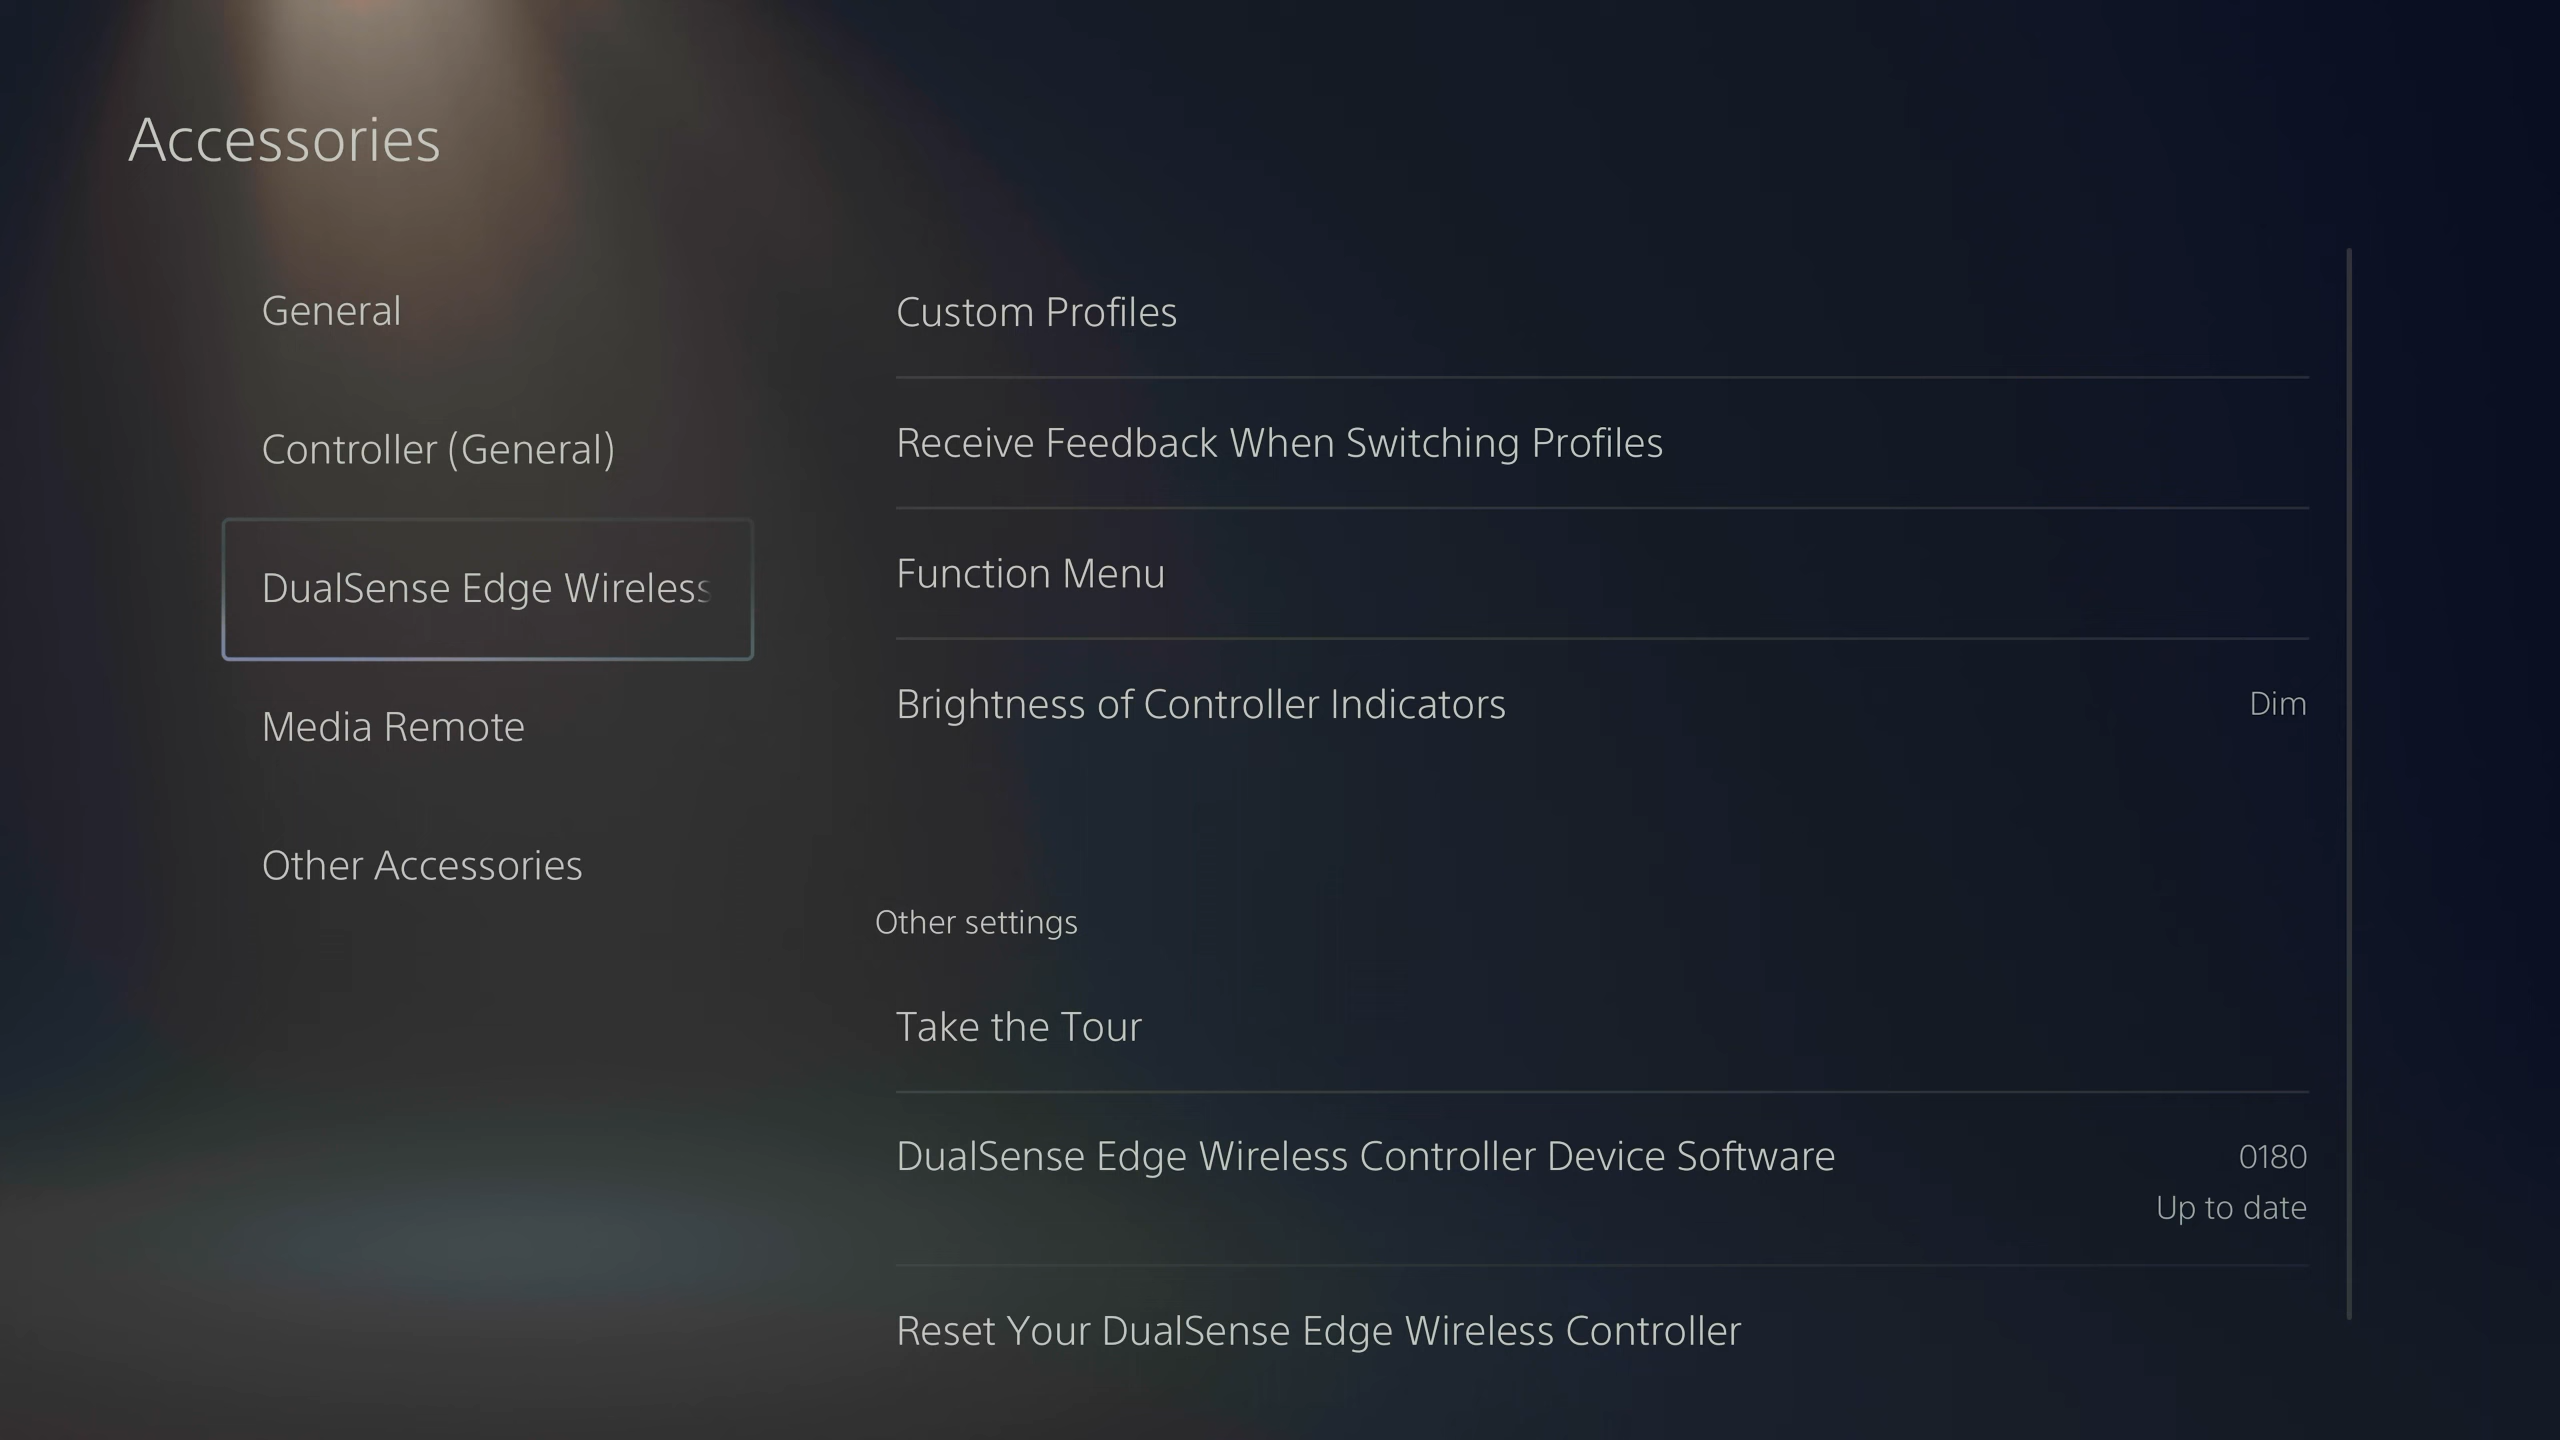 Accessories
General
Controller (General)
DualSense Edge Wireless
Media Remote
Other Accessories
Custom Profiles
Receive Feedback When Switching Profiles
Function Menu
Brightness of Controller Indicators
Dim
Other settings
Take the Tour
DualSense Edge Wireless Controller Device Software
0180
Up to date
Reset Your DualSense Edge Wireless Controller